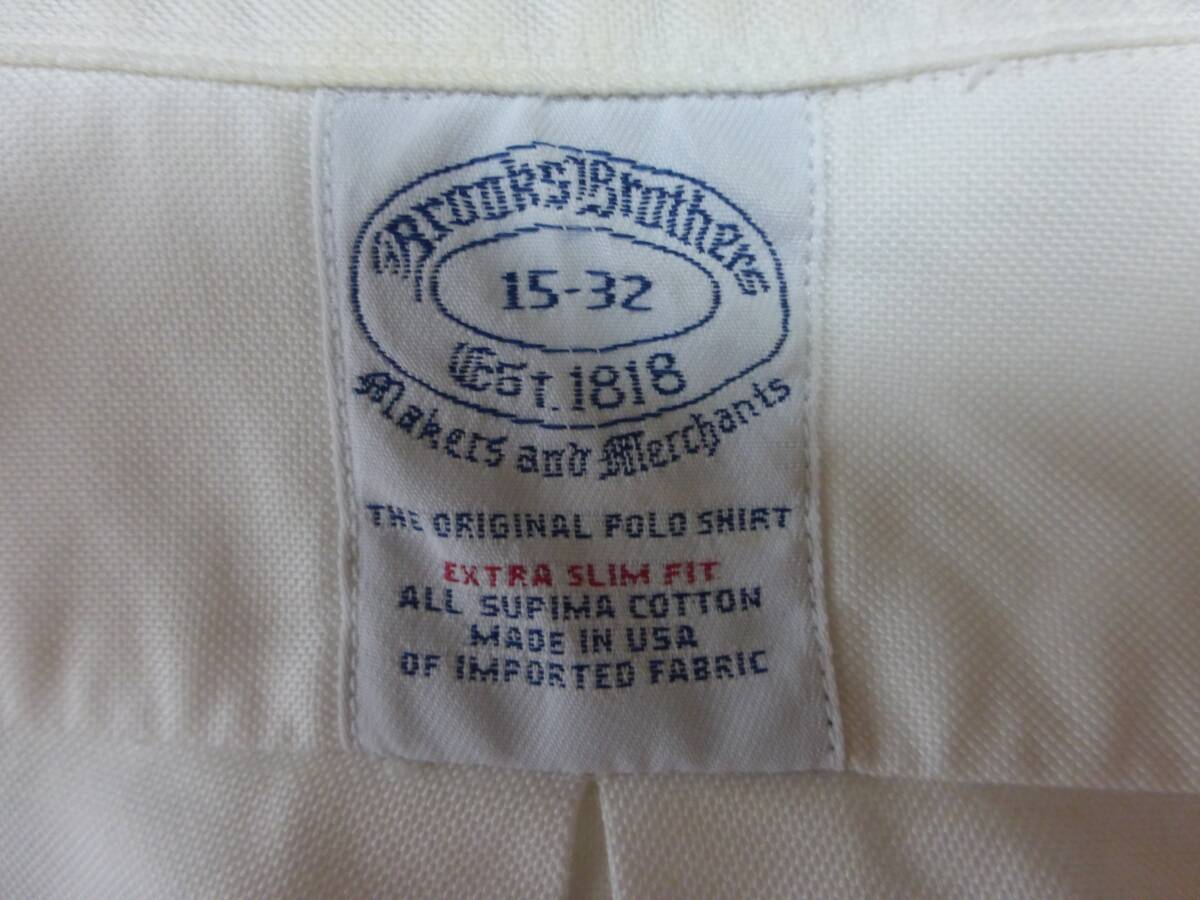 Brooks Brothers
15-32
Est. 1818
Makers and Merchants
THE ORIGINAL POLO SHIRT
EXTRA SLIM FIT
ALL SUPIMA COTTON
MADE IN USA
OF IMPORTED FABRIC